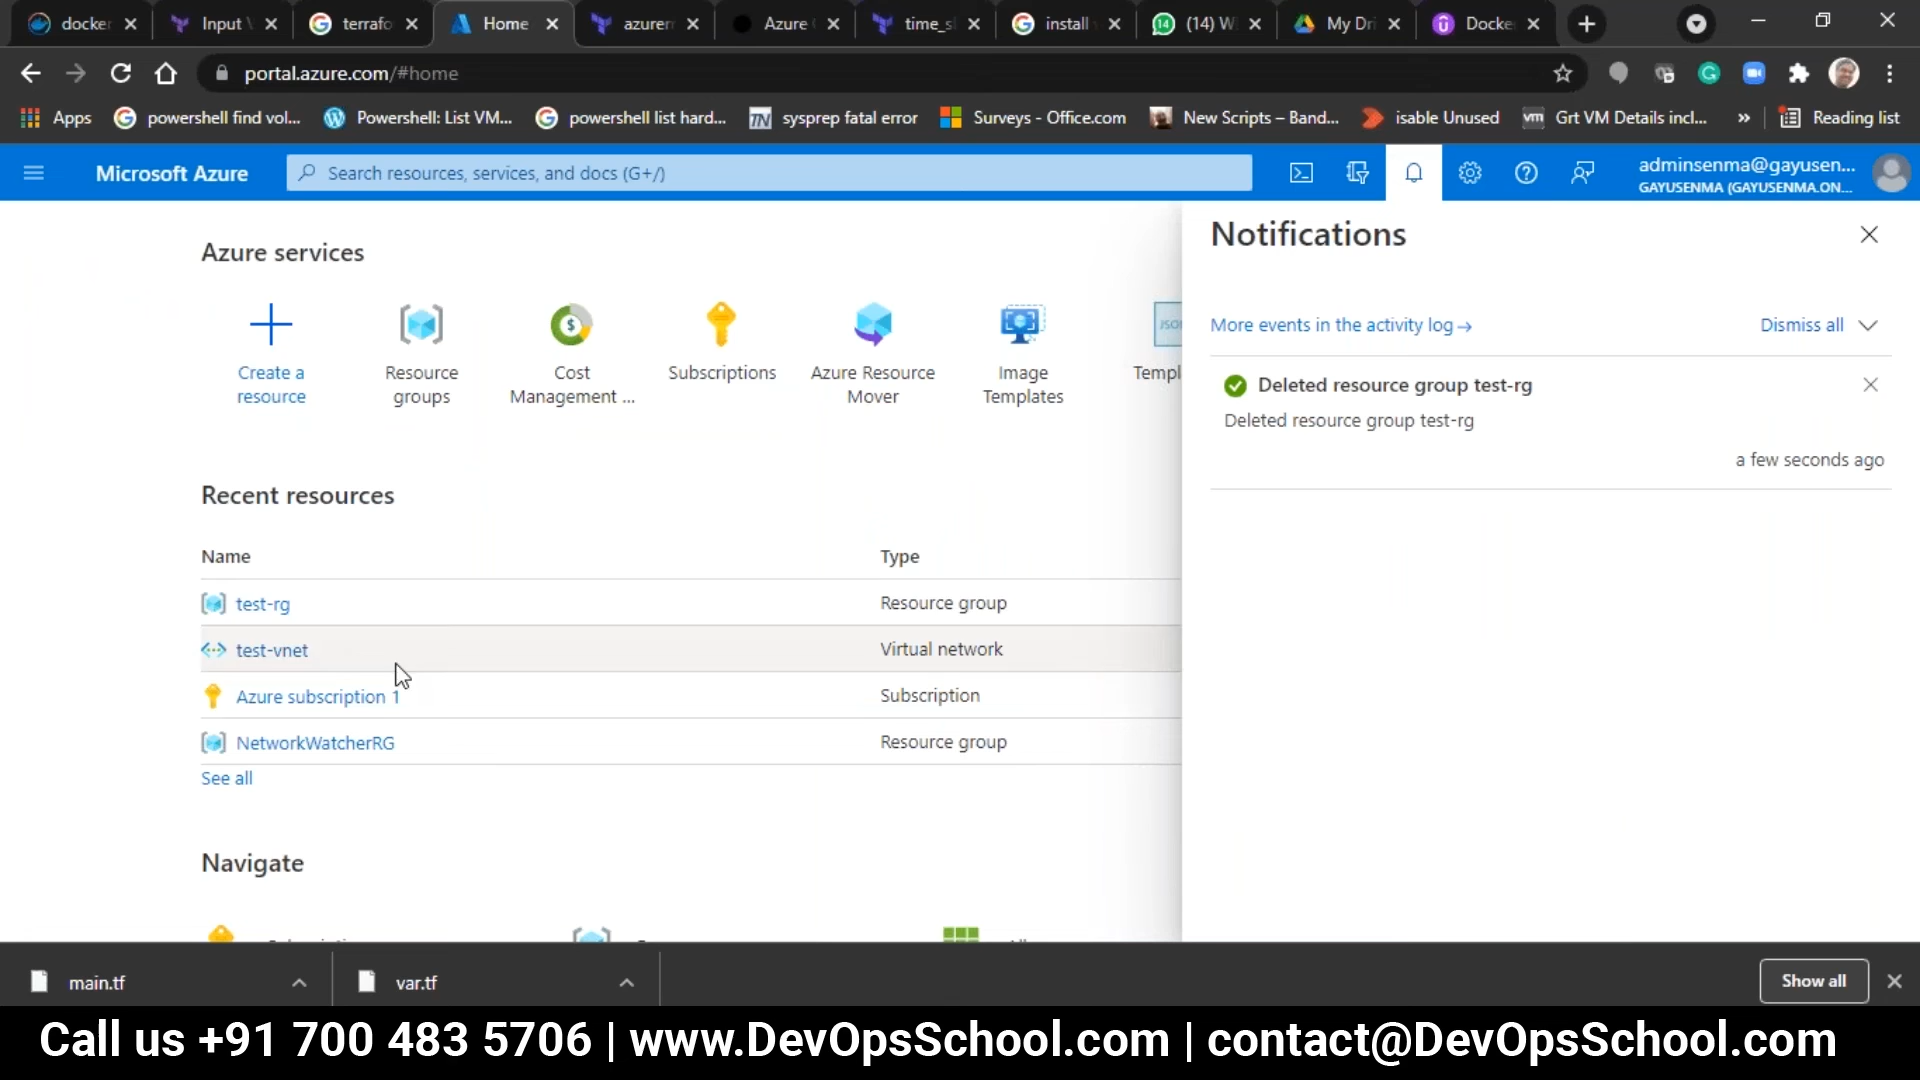 docker
Input
terrafo
Home
azurerm
Azure
time_s
install
(14) W
My Dri
Docke
portal.azure.com/#home
Apps
powershell find vol...
Powershell: List VM...
powershell list hard...
sysprep fatal error
Surveys - Office.com
New Scripts – Band...
isable Unused
vm
Grt VM Details incl...
»
Reading list
Microsoft Azure
Search resources, services, and docs (G+/)
adminsenma@gayusen...
GAYUSENMA (GAYUSENMA.ON...
Azure services
Create a resource
Resource groups
Cost Management ...
Subscriptions
Azure Resource Mover
Image Templates
Templ
Recent resources
Name Type
test-rg Resource group
test-vnet Virtual network
Azure subscription 1 Subscription
NetworkWatcherRG Resource group
See all
Navigate
Notifications
More events in the activity log → Dismiss all
Deleted resource group test-rg
Deleted resource group test-rg
a few seconds ago
main.tf
var.tf
Show all
Call us +91 700 483 5706 | www.DevOpsSchool.com | contact@DevOpsSchool.com